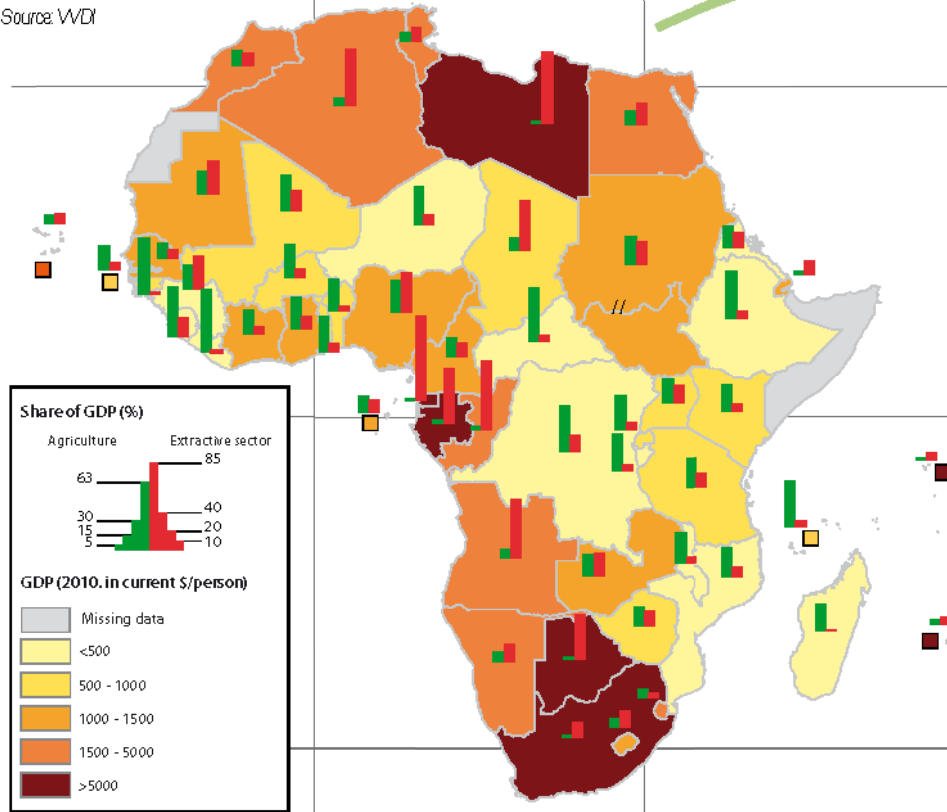 Source: WDI
//
Share of GDP (%)
Agriculture Extractive sector
85
63
40
30
20
15
10
5
GDP (2010. in current $/person)
Missing data
<500
500 - 1000
1000 - 1500
1500 - 5000
>5000